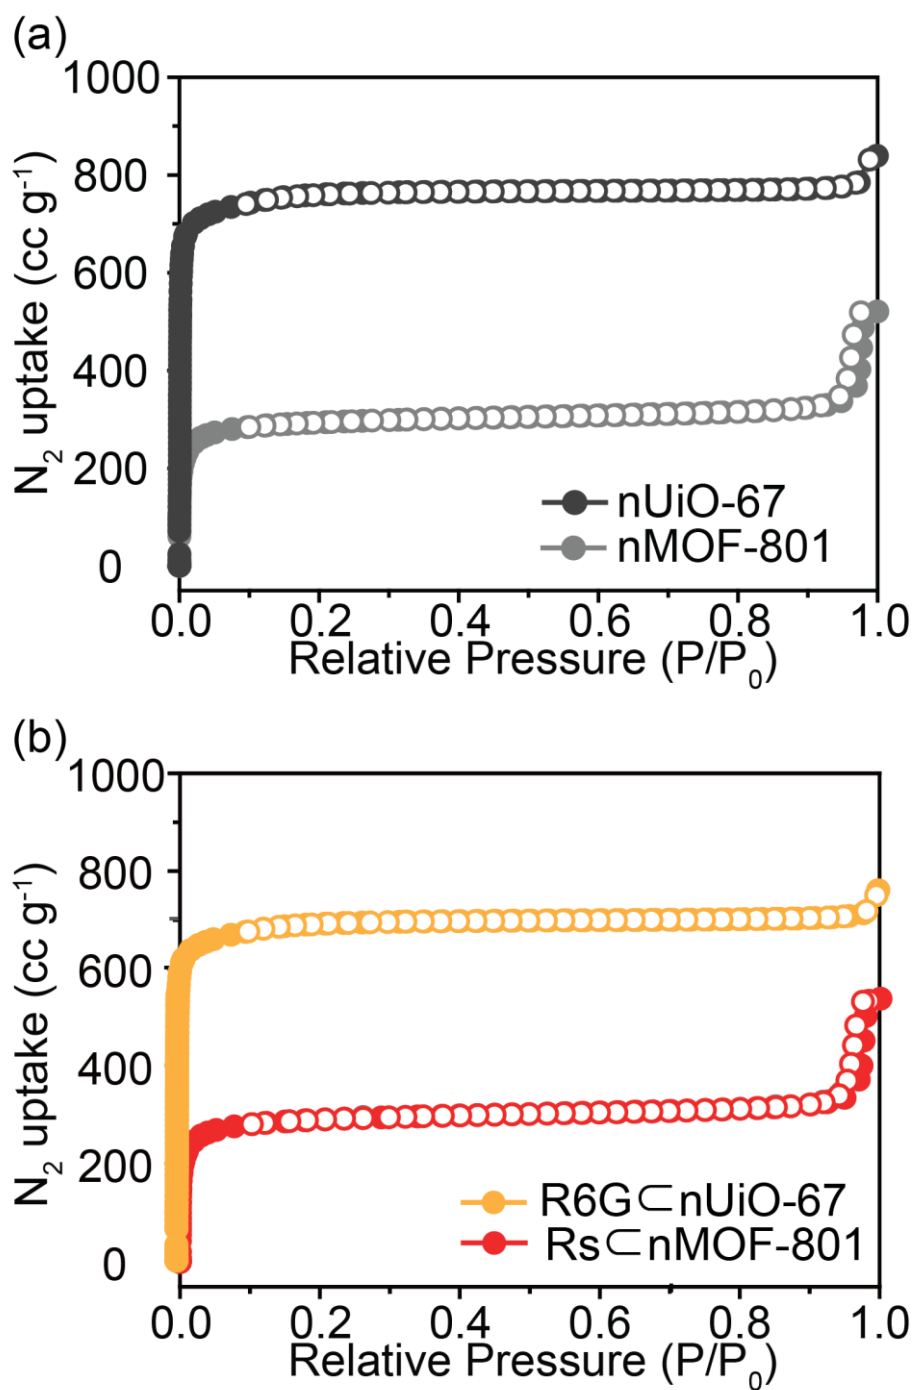 (a)
1000
800
600
400
200
0
N₂ uptake (cc g⁻¹)
nUiO-67
nMOF-801
0.0 0.2 0.4 0.6 0.8 1.0
Relative Pressure (P/P₀)
(b)
1000
800
600
400
200
0
N₂ uptake (cc g⁻¹)
R6G⊂nUiO-67
Rs⊂nMOF-801
0.0 0.2 0.4 0.6 0.8 1.0
Relative Pressure (P/P₀)